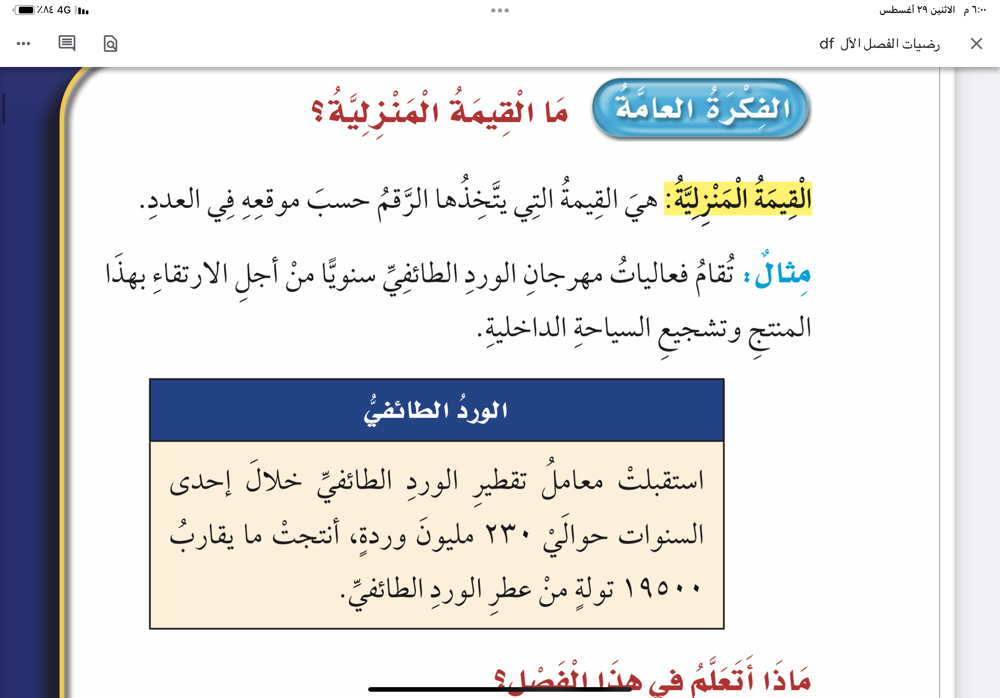 ٦:٠٠ م الاثنين ٢٩ أغسطس
4G ٪٨٤
رضيات الفصل الأل df
الفِكْرَةُ العامَّةُ مَا الْقِيمَةُ الْمَنْزِلِيَّةُ؟
الْقِيمَةُ الْمَنْزِلِيَّةُ: هيَ القِيمةُ التِي يتَّخِذُها الرَّقمُ حسبَ موقعِهِ فِي العددِ.
مِثالٌ: تُقامُ فعالياتُ مهرجانِ الوردِ الطائفِيِّ سنويًّا منْ أجلِ الارتقاءِ بهذَا
المنتجِ وتشجيعِ السياحةِ الداخليةِ.
الوردُ الطائفيُّ
استقبلتْ معاملُ تقطيرِ الوردِ الطائفيِّ خلالَ إحدى
السنوات حوالَيْ ٢٣٠ مليونَ وردةٍ، أنتجتْ ما يقاربُ
١٩٥٠٠ تولةٍ منْ عطرِ الوردِ الطائفيِّ.
مَاذَا أَتَعَلَّمُ في هذَا الْفَصْلِ؟